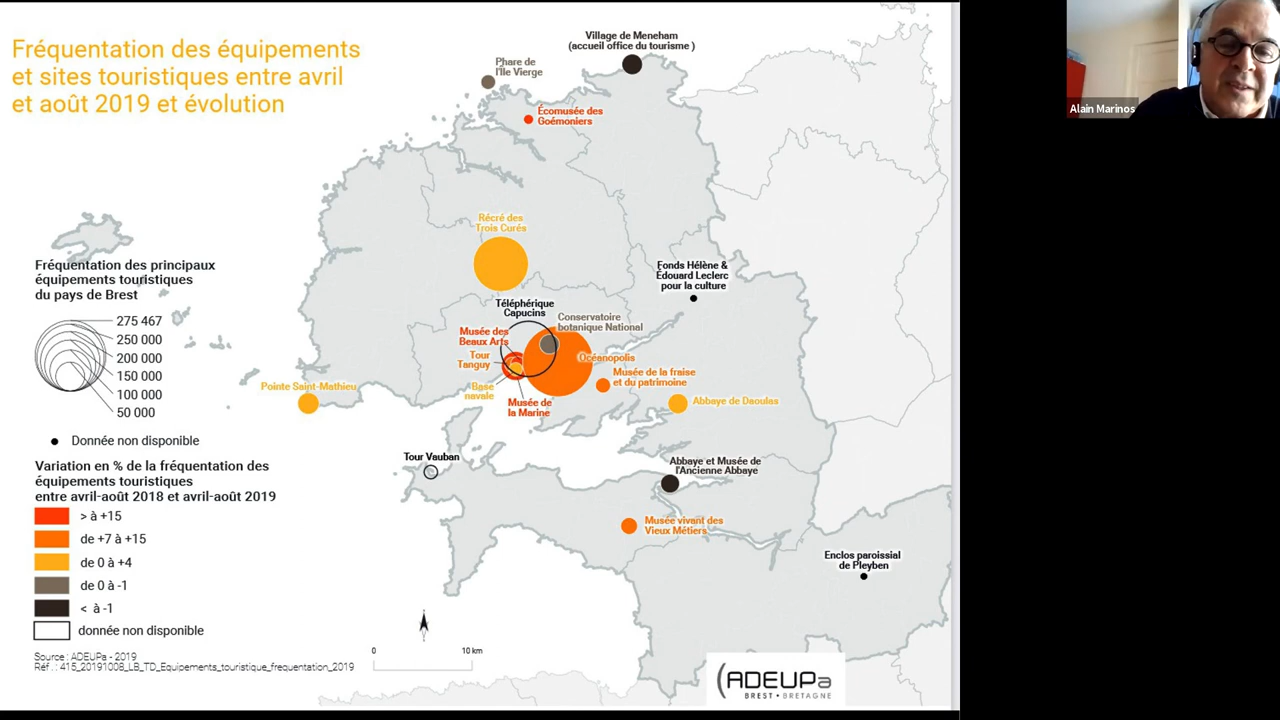 Fréquentation des équipements
et sites touristiques entre avril
et août 2019 et évolution
Village de Meneham
(accueil office du tourisme )
Phare de
l'Ile Vierge
Écomusée des
Goémoniers
Alain Marinos
Récré des
Trois Curés
Fonds Hélène &
Édouard Leclerc
pour la culture
Téléphérique
Capucins
Conservatoire
botanique National
Musée des
Beaux Arts
Tour
Tanguy
Océanopolis
Musée de la fraise
et du patrimoine
Base
navale
Musée de
la Marine
Pointe Saint-Mathieu
Abbaye de Daoulas
Tour Vauban
Abbaye et Musée de
l'Ancienne Abbaye
Musée vivant des
Vieux Métiers
Enclos paroissial
de Pleyben
Fréquentation des principaux
équipements touristiques
du pays de Brest
275 467
250 000
200 000
150 000
100 000
50 000
Donnée non disponible
Variation en % de la fréquentation des
équipements touristiques
entre avril-août 2018 et avril-août 2019
> à +15
de +7 à +15
de 0 à +4
de 0 à -1
< à -1
donnée non disponible
Source : ADEUPa - 2019
Réf. : 415_20191008_LB_TD_Equipements_touristique_frequentation_2019
0 10 km
ADEUPa
BREST • BRETAGNE